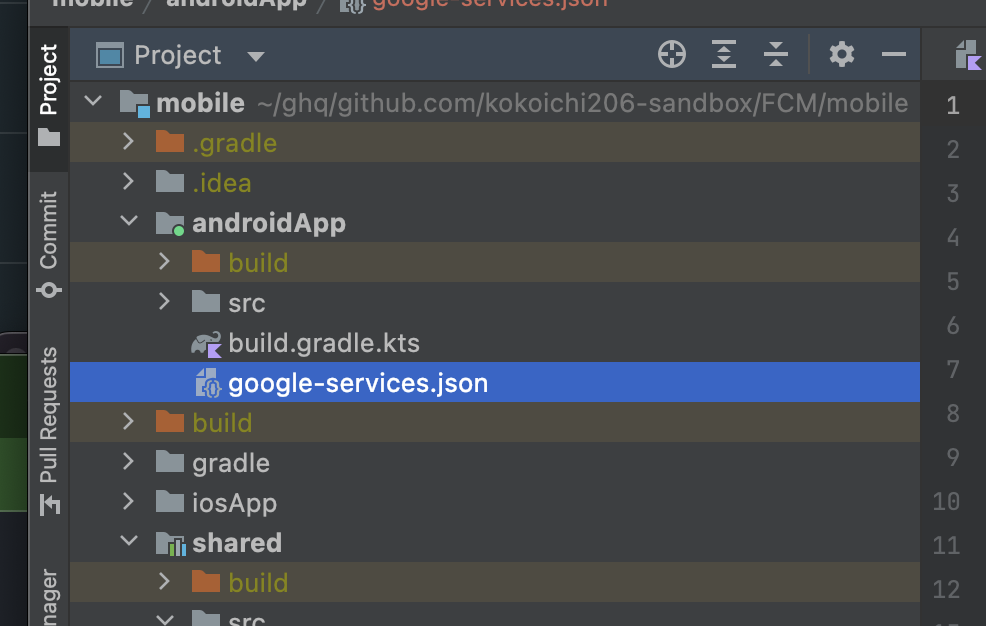 mobile / androidApp / google-services.json
Project
Project
mobile ~/ghq/github.com/kokoichi206-sandbox/FCM/mobile
.gradle
.idea
androidApp
build
src
build.gradle.kts
google-services.json
build
gradle
iosApp
shared
build
src
Commit
Pull Requests
nager
1
2
3
4
5
6
7
8
9
10
11
12